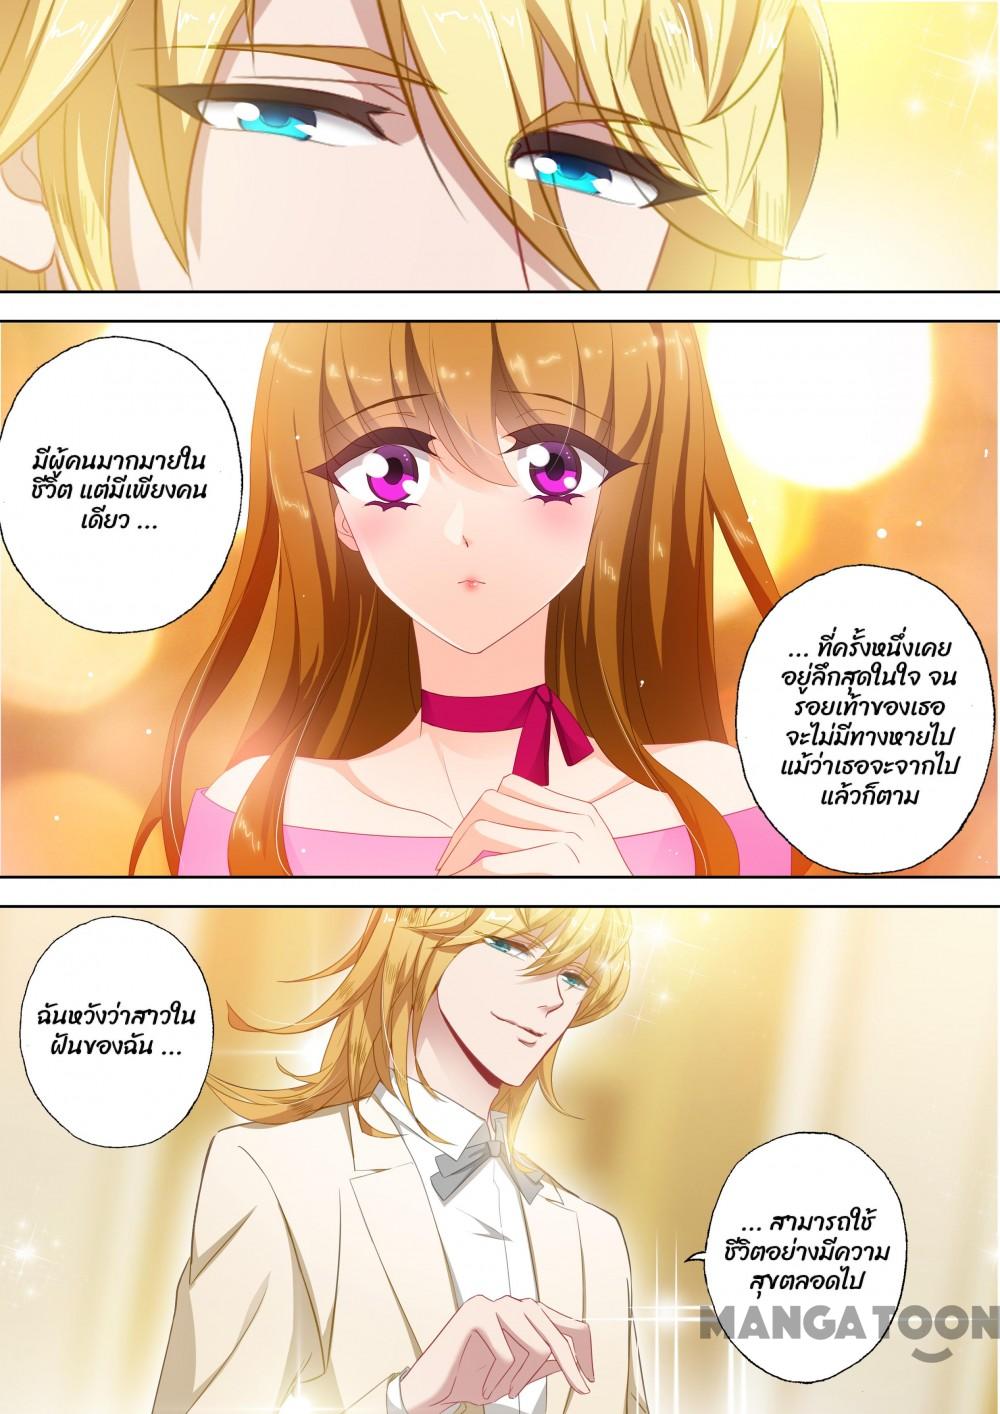 มีผู้คนมากมายใน
ชีวิต แต่มีเพียงคน
เดียว ...
... ที่ครั้งหนึ่งเคย
อยู่ลึกสุดในใจ จน
รอยเท้าของเธอ
จะไม่มีทางหายไป
แม้ว่าเธอจะจากไป
แล้วก็ตาม
ฉันหวังว่าสาวใน
ฝันของฉัน ...
... สามารถใช้
ชีวิตอย่างมีความ
สุขตลอดไป
MANGATOON